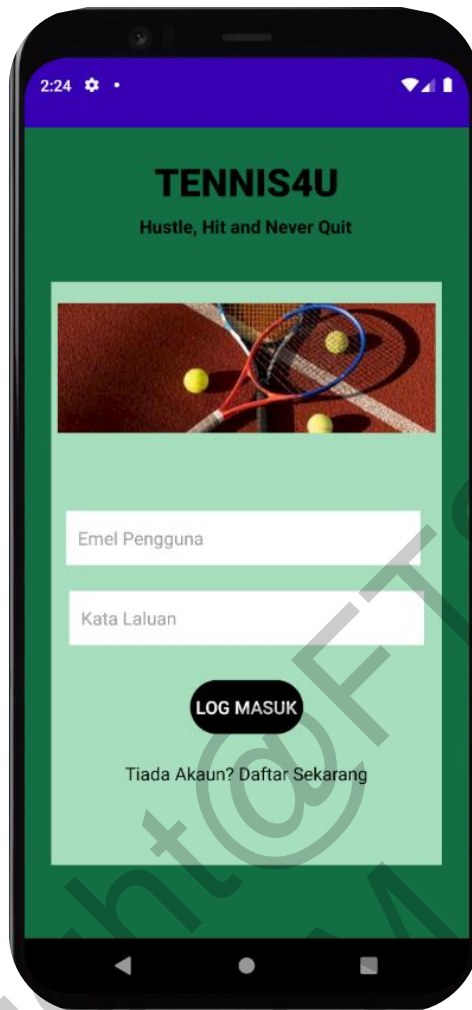 2:24
TENNIS4U
Hustle, Hit and Never Quit
Emel Pengguna
Kata Laluan
LOG MASUK
Tiada Akaun? Daftar Sekarang